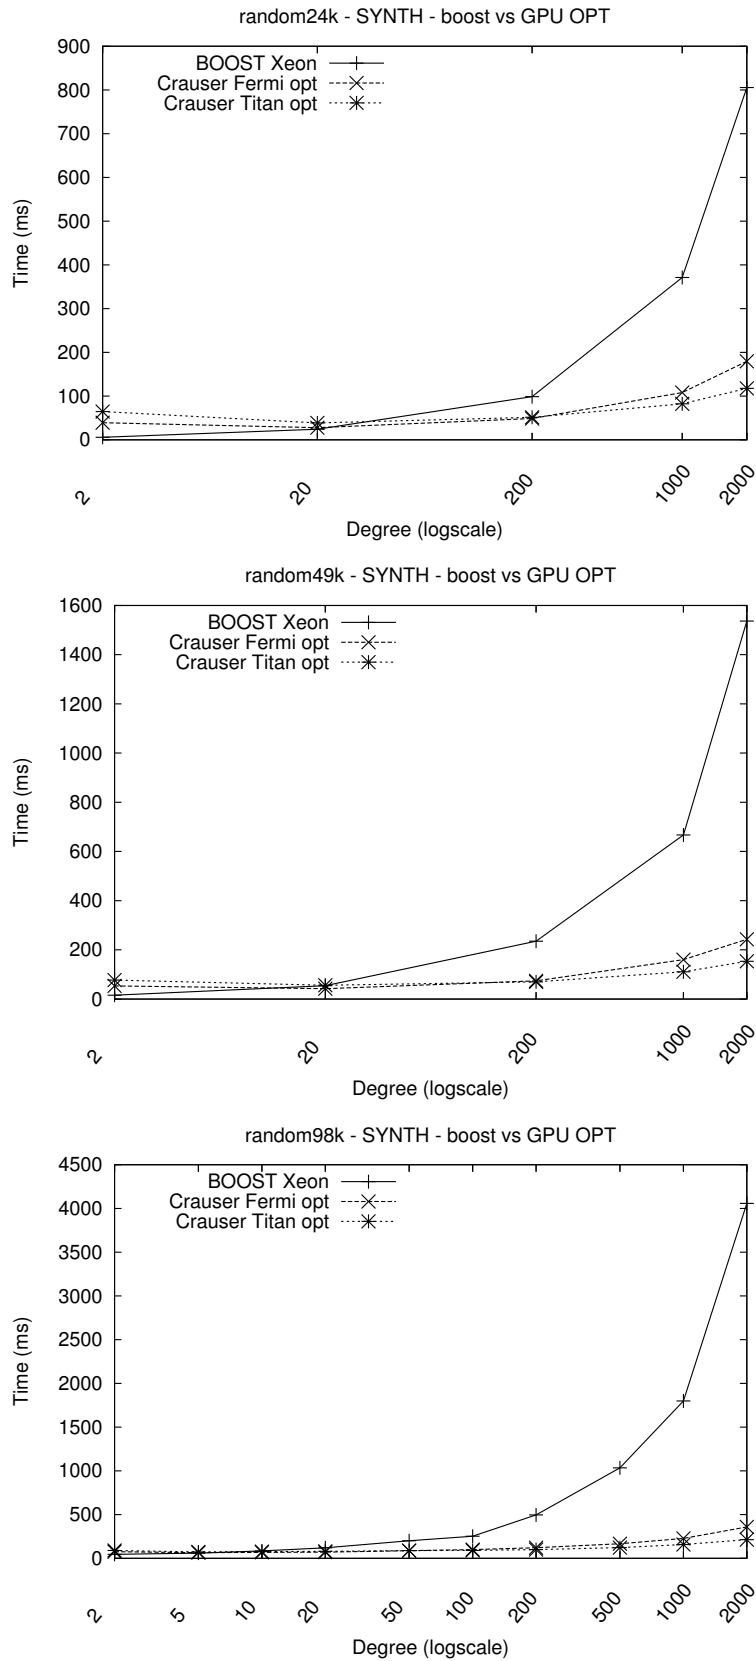 random24k - SYNTH - boost vs GPU OPT
900
800
700
600
500
400
300
200
100
0
Time (ms)
BOOST Xeon
Crauser Fermi opt
Crauser Titan opt
2 20 200 1000 2000
Degree (logscale)
random49k - SYNTH - boost vs GPU OPT
1600
1400
1200
1000
800
600
400
200
0
Time (ms)
BOOST Xeon
Crauser Fermi opt
Crauser Titan opt
2 20 200 1000 2000
Degree (logscale)
random98k - SYNTH - boost vs GPU OPT
4500
4000
3500
3000
2500
2000
1500
1000
500
0
Time (ms)
BOOST Xeon
Crauser Fermi opt
Crauser Titan opt
2 5 10 20 50 100 200 500 1000 2000
Degree (logscale)